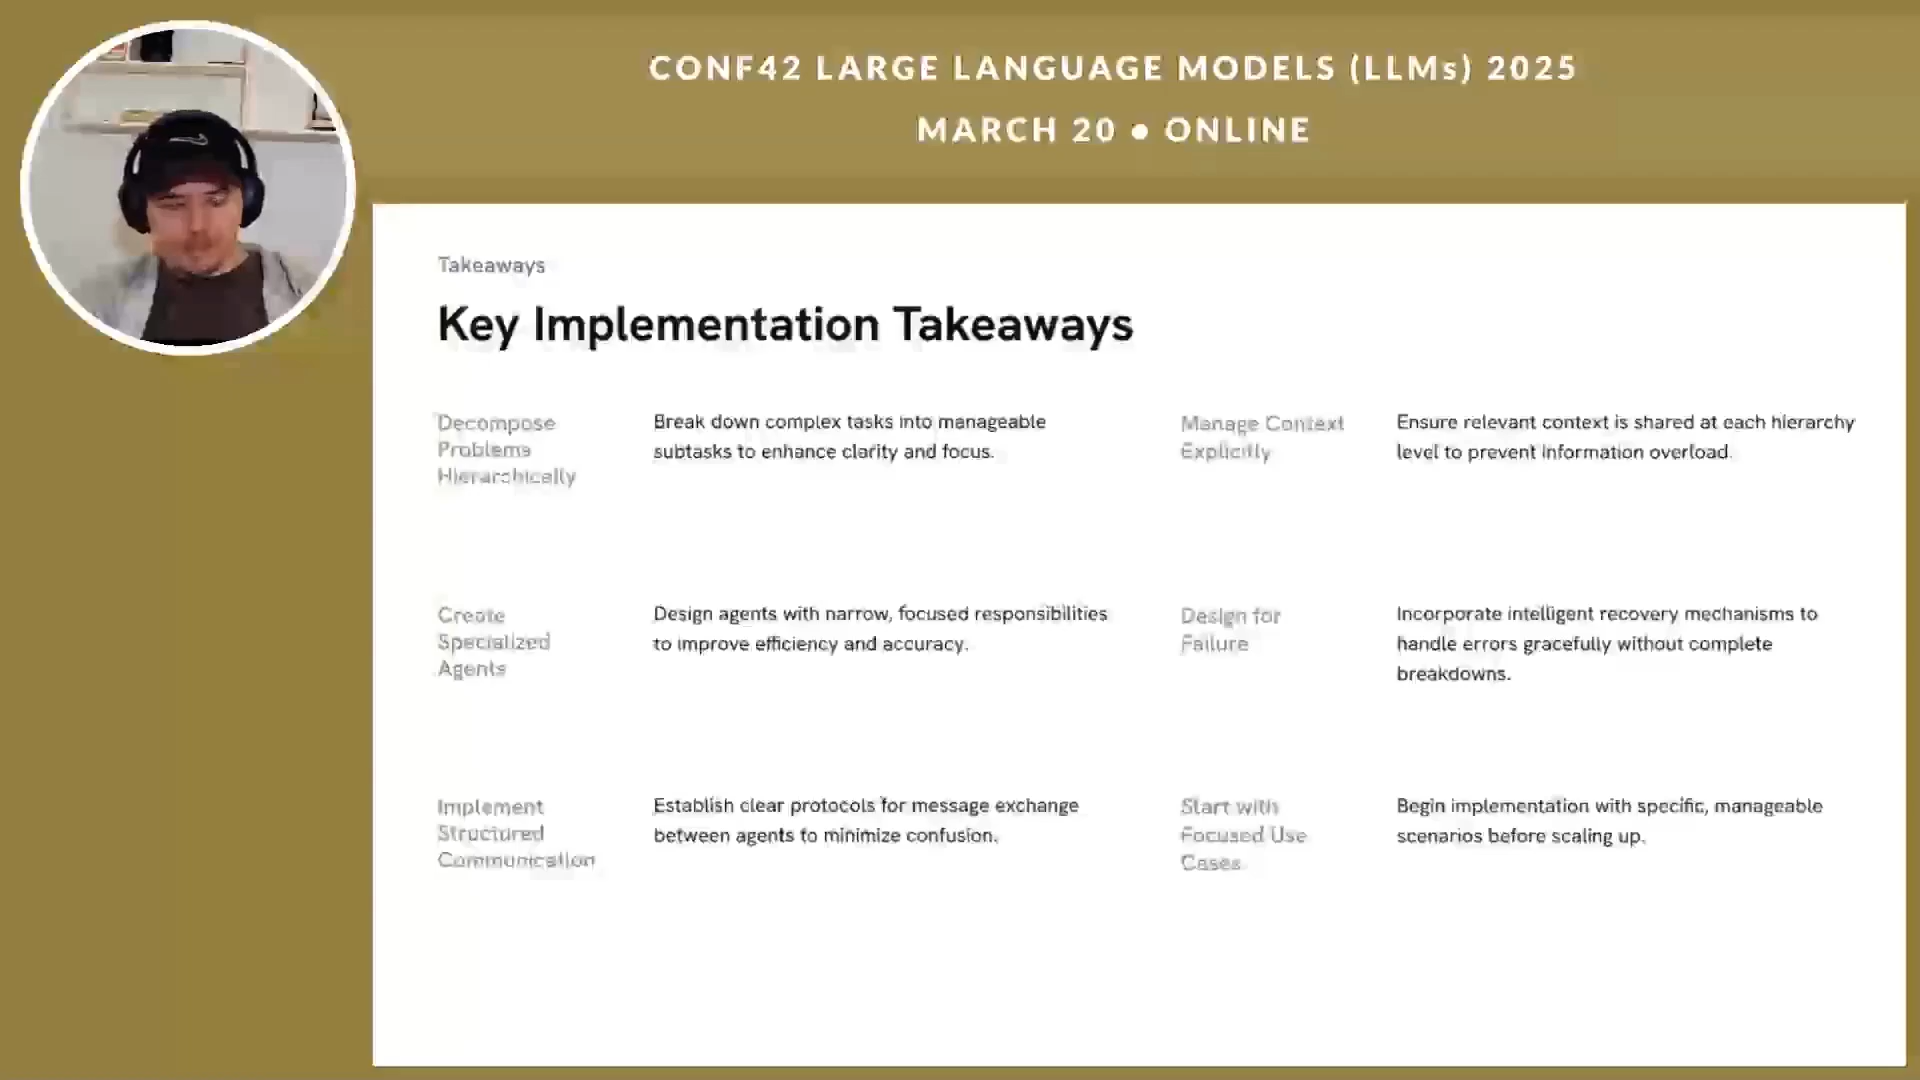 CONF42 LARGE LANGUAGE MODELS (LLMs) 2025
MARCH 20 • ONLINE
Takeaways
Key Implementation Takeaways
Decompose
Problems
Hierarchically
Break down complex tasks into manageable
subtasks to enhance clarity and focus.
Manage Context
Explicitly
Ensure relevant context is shared at each hierarchy
level to prevent information overload.
Create
Specialized
Agents
Design agents with narrow, focused responsibilities
to improve efficiency and accuracy.
Design for
Failure
Incorporate intelligent recovery mechanisms to
handle errors gracefully without complete
breakdowns.
Implement
Structured
Communication
Establish clear protocols for message exchange
between agents to minimize confusion.
Start with
Focused Use
Cases
Begin implementation with specific, manageable
scenarios before scaling up.